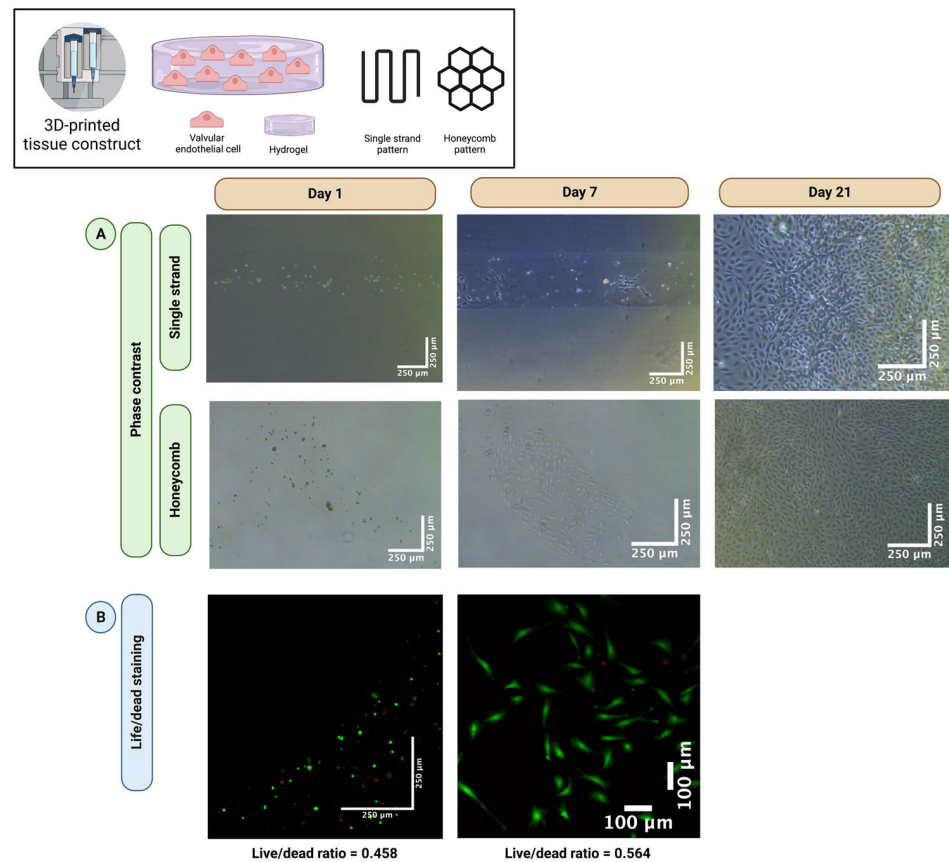 3D-printed
tissue construct
Valvular
endothelial cell
Hydrogel
Single strand
pattern
Honeycomb
pattern
Day 1
Day 7
Day 21
A
Phase contrast
Single strand
250 µm
250 µm
250 µm
250 µm
250 µm
250 µm
Honeycomb
250 µm
250 µm
250 µm
250 µm
250 µm
250 µm
B
Life/dead staining
250 µm
250 µm
100 µm
100 µm
Live/dead ratio = 0.458
Live/dead ratio = 0.564